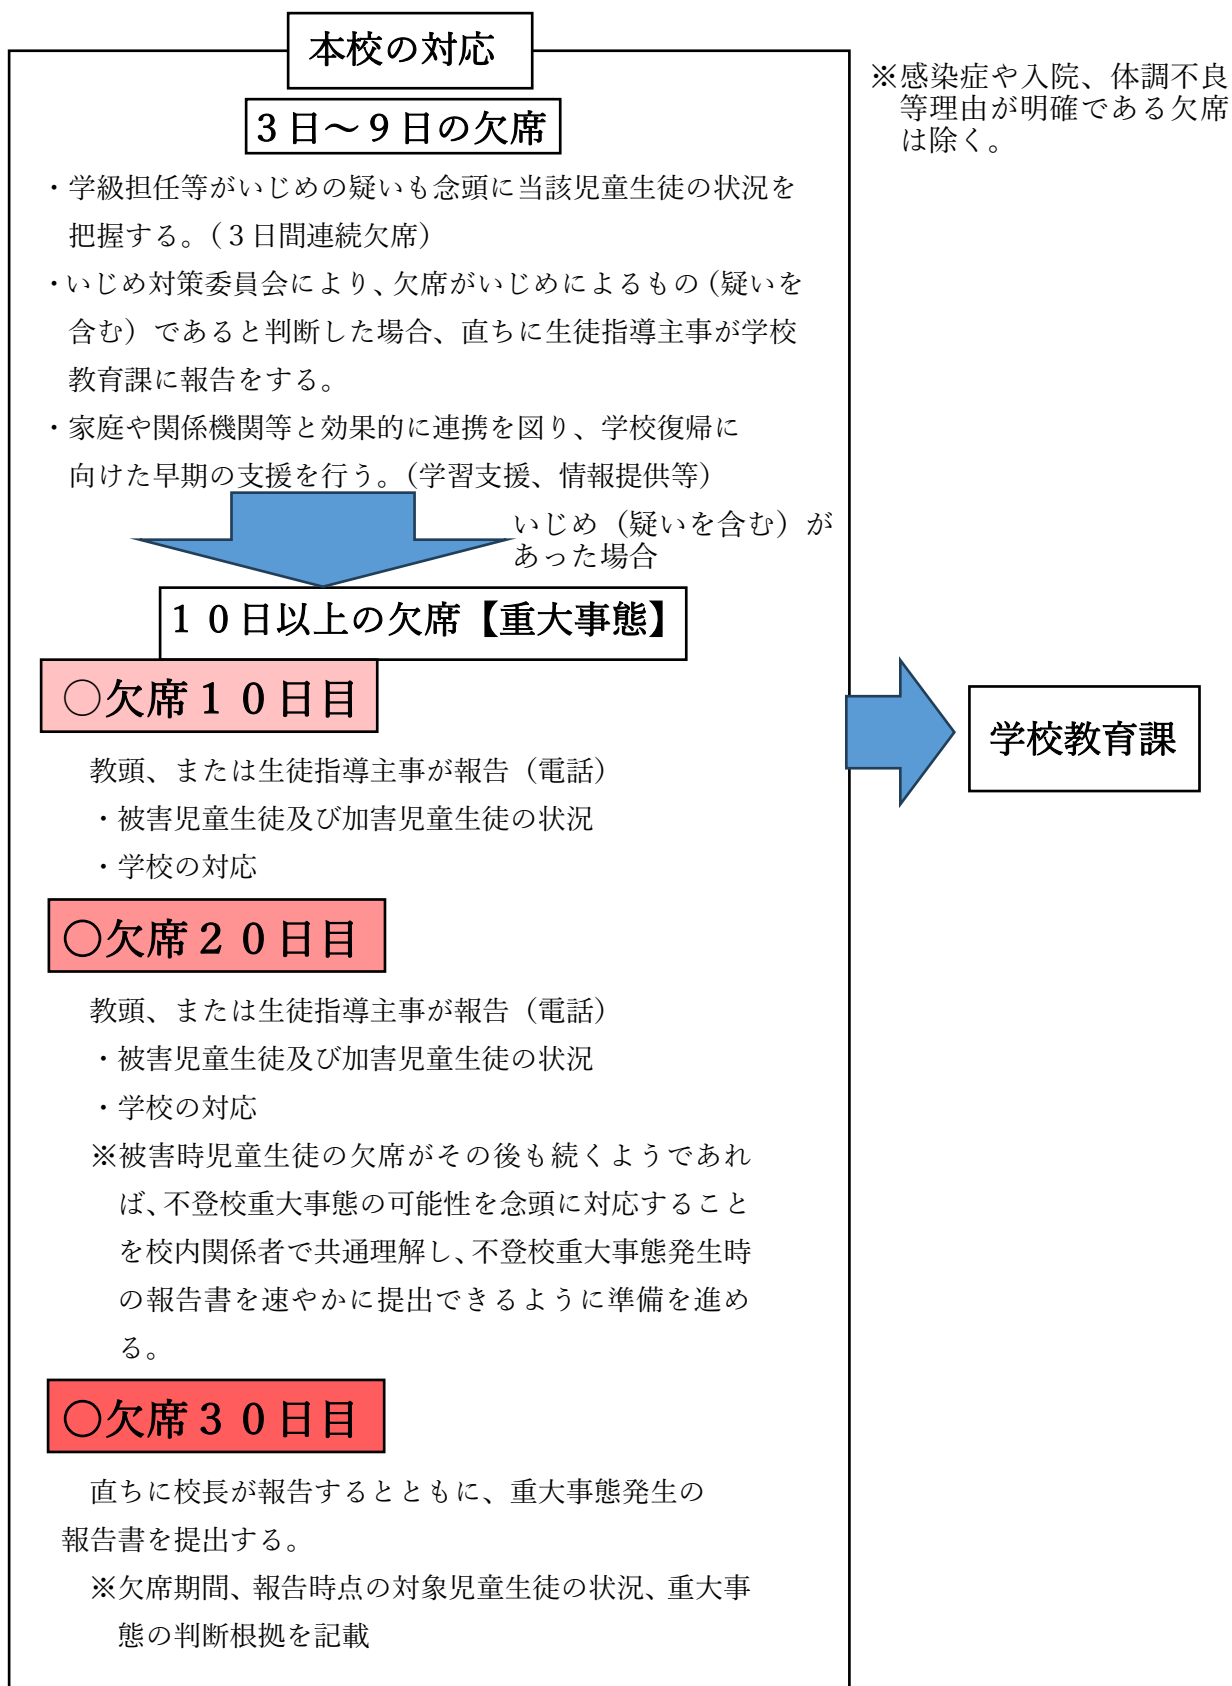 本校の対応
※感染症や入院、体調不良
等理由が明確である欠席
は除く。
３日～９日の欠席
・学級担任等がいじめの疑いも念頭に当該児童生徒の状況を
把握する。（３日間連続欠席）
・いじめ対策委員会により、欠席がいじめによるもの（疑いを
含む）であると判断した場合、直ちに生徒指導主事が学校
教育課に報告をする。
・家庭や関係機関等と効果的に連携を図り、学校復帰に
向けた早期の支援を行う。（学習支援、情報提供等）
いじめ（疑いを含む）が
あった場合
１０日以上の欠席【重大事態】
○欠席１０日目
学校教育課
教頭、または生徒指導主事が報告（電話）
・被害児童生徒及び加害児童生徒の状況
・学校の対応
○欠席２０日目
教頭、または生徒指導主事が報告（電話）
・被害児童生徒及び加害児童生徒の状況
・学校の対応
※被害時児童生徒の欠席がその後も続くようであれ
ば、不登校重大事態の可能性を念頭に対応すること
を校内関係者で共通理解し、不登校重大事態発生時
の報告書を速やかに提出できるように準備を進め
る。
○欠席３０日目
直ちに校長が報告するとともに、重大事態発生の
報告書を提出する。
※欠席期間、報告時点の対象児童生徒の状況、重大事
態の判断根拠を記載